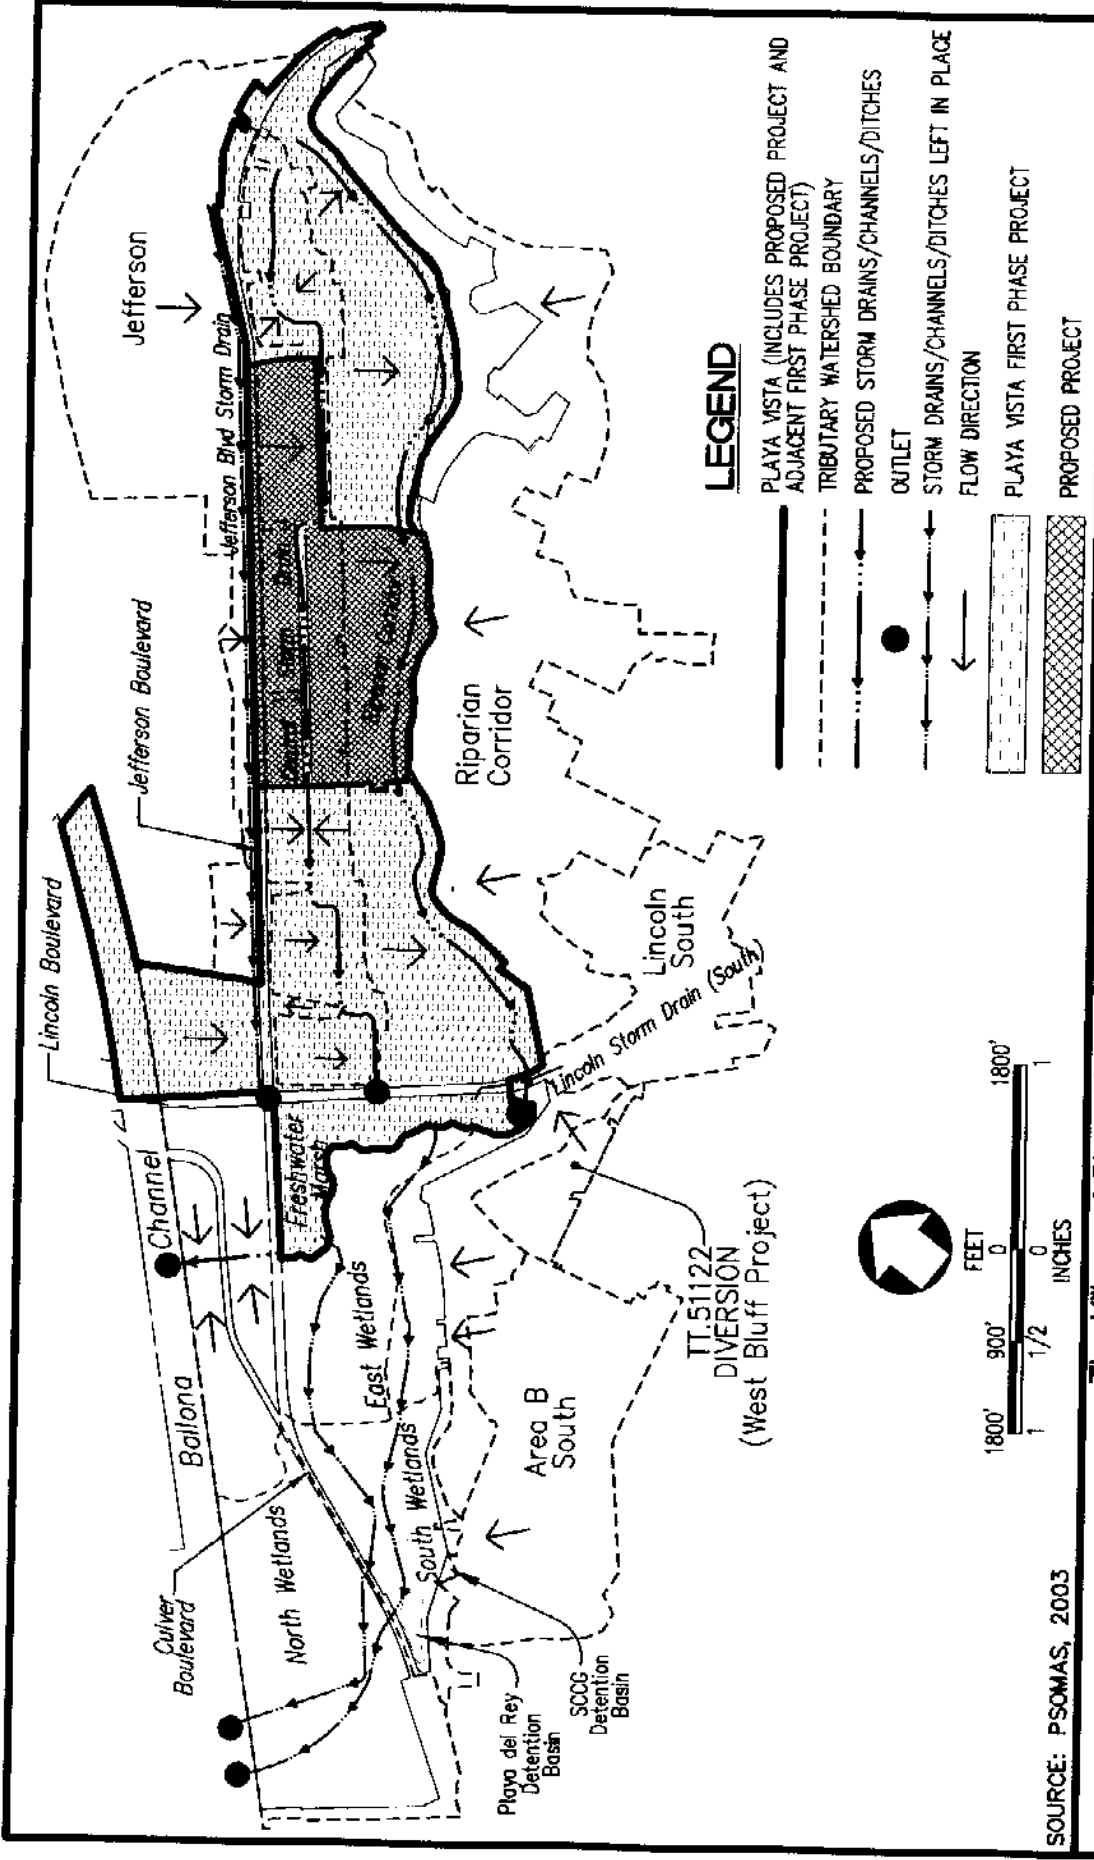 Lincoln Boulevard
Jefferson Boulevard
Jefferson
Jefferson Blvd Storm Drain
Central Storm Drain
Riparian Corridor
Riparian
Corridor
Lincoln
South
Lincoln Storm Drain (South)
Freshwater
Marsh
Channel
Ballona
Culver
Boulevard
North Wetlands
East Wetlands
South Wetlands
Area B
South
TT.51122
DIVERSION
(West Bluff Project)
Playa del Rey
Detention
Basin
SCCG
Detention
Basin
LEGEND
PLAYA VISTA (INCLUDES PROPOSED PROJECT AND
ADJACENT FIRST PHASE PROJECT)
TRIBUTARY WATERSHED BOUNDARY
PROPOSED STORM DRAINS/CHANNELS/DITCHES
OUTLET
STORM DRAINS/CHANNELS/DITCHES LEFT IN PLACE
FLOW DIRECTION
PLAYA VISTA FIRST PHASE PROJECT
PROPOSED PROJECT
FEET
1800' 900' 0 1800'
1 1/2 0 1
INCHES
SOURCE: PSOMAS, 2003